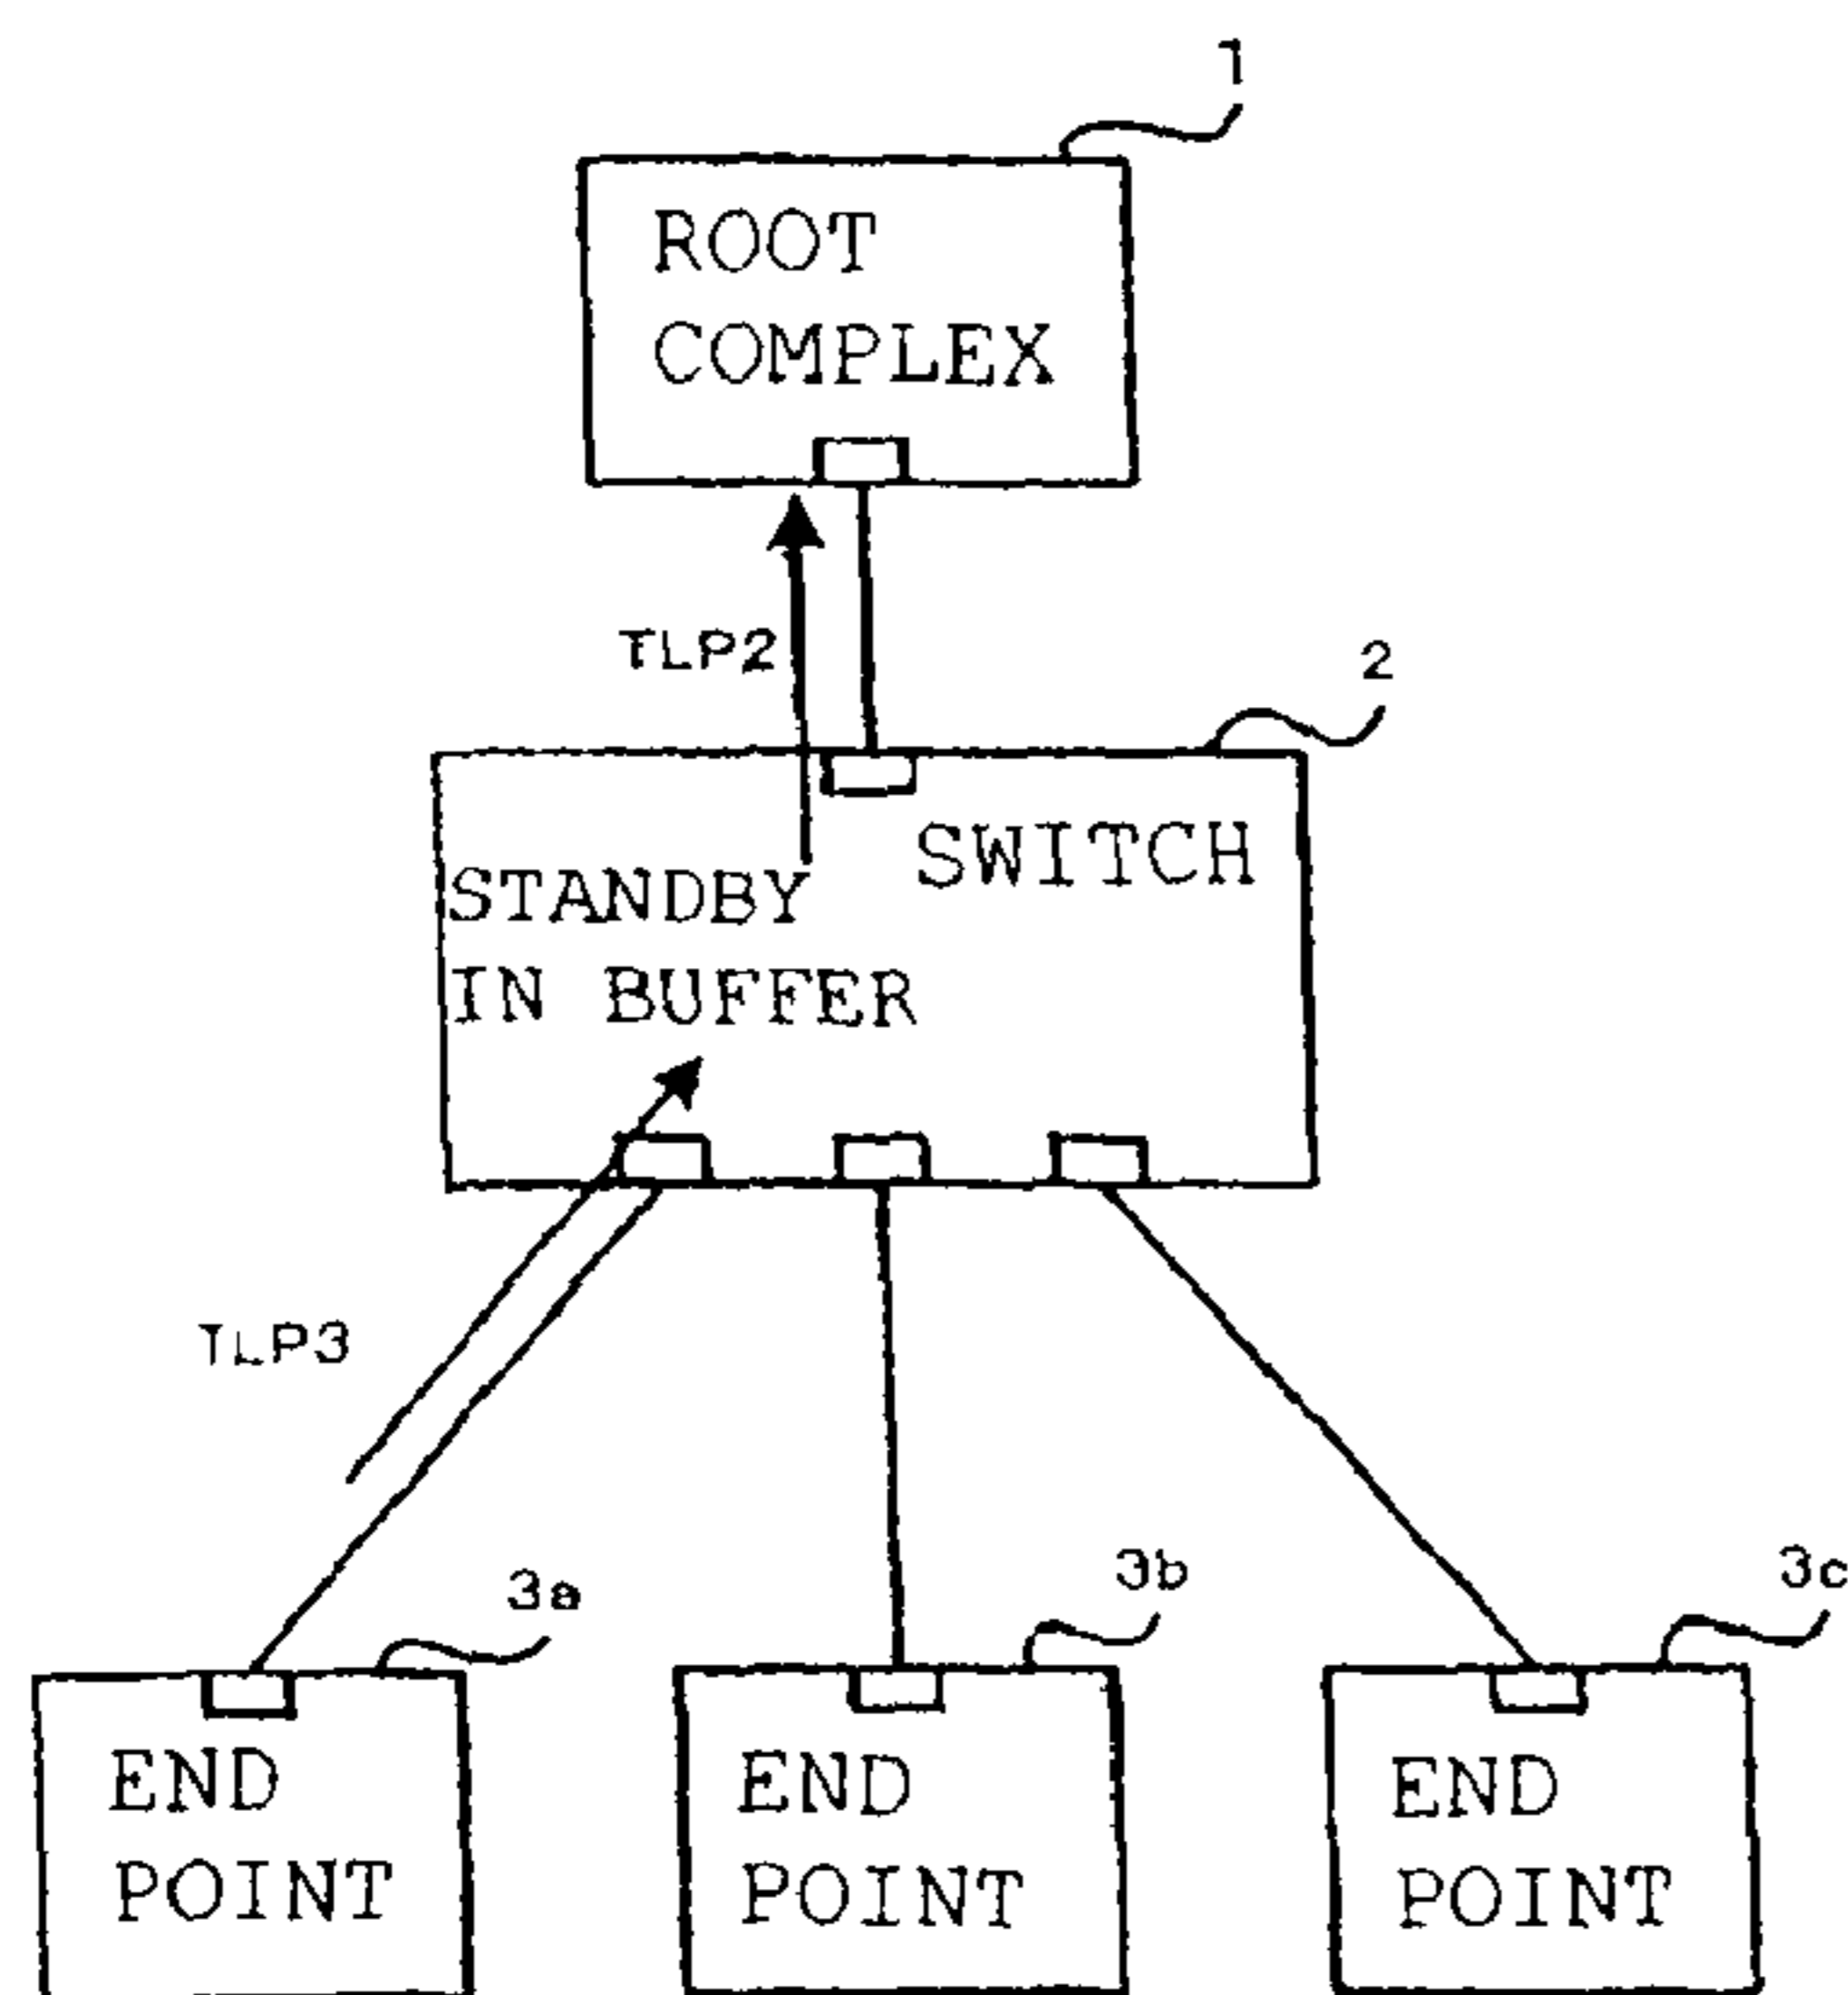 1
ROOT
COMPLEX
TLP2
2
SWITCH
STANDBY
IN BUFFER
TLP3
3a
3b
3c
END
POINT
END
POINT
END
POINT